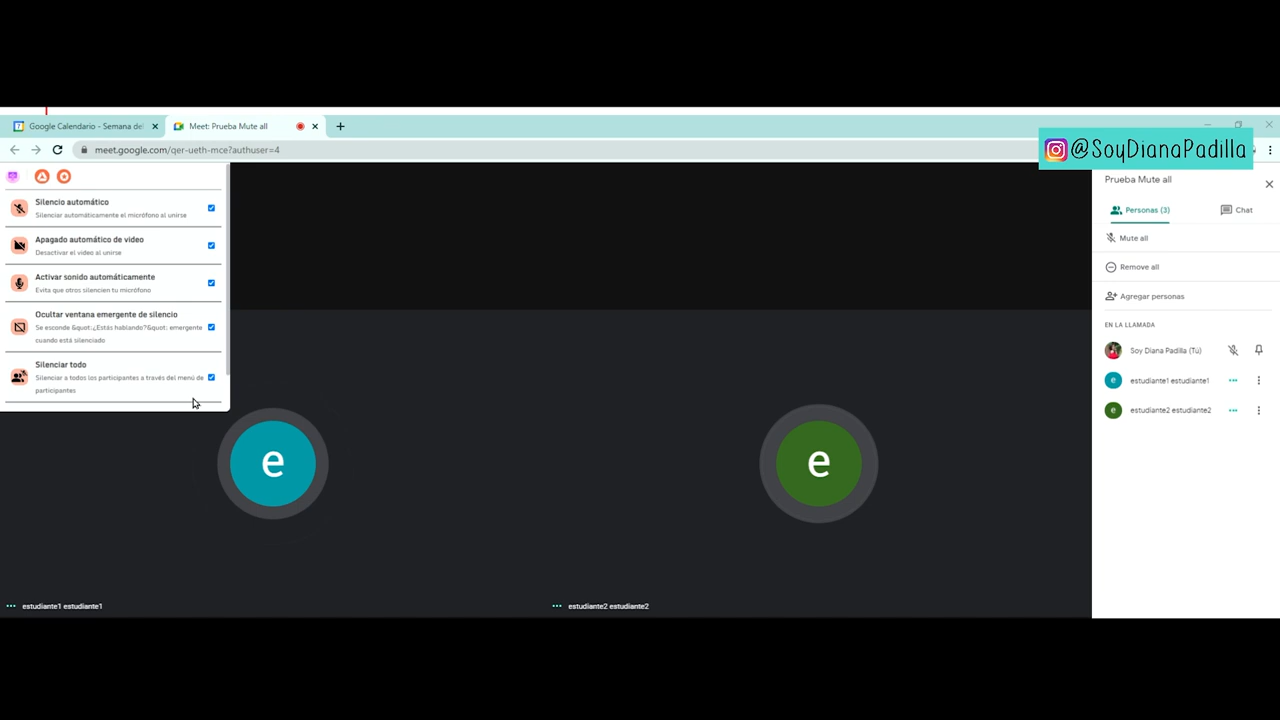 Google Calendario - Semana del
Meet: Prueba Mute all
meet.google.com/qer-ueth-mce?authuser=4
@SoyDianaPadilla
Silencio automático
Silenciar automáticamente el micrófono al unirse
Apagado automático de video
Desactivar el video al unirse
Activar sonido automáticamente
Evita que otros silencien tu micrófono
Ocultar ventana emergente de silencio
Se esconde &quot;¿Estás hablando?&quot; emergente
cuando está silenciado
Silenciar todo
Silenciar a todos los participantes a través del menú de
participantes
e
e
estudiante1 estudiante1
estudiante2 estudiante2
Prueba Mute all
Personas (3)
Chat
Mute all
Remove all
Agregar personas
EN LA LLAMADA
Soy Diana Padilla (Tú)
e estudiante1 estudiante1
e estudiante2 estudiante2